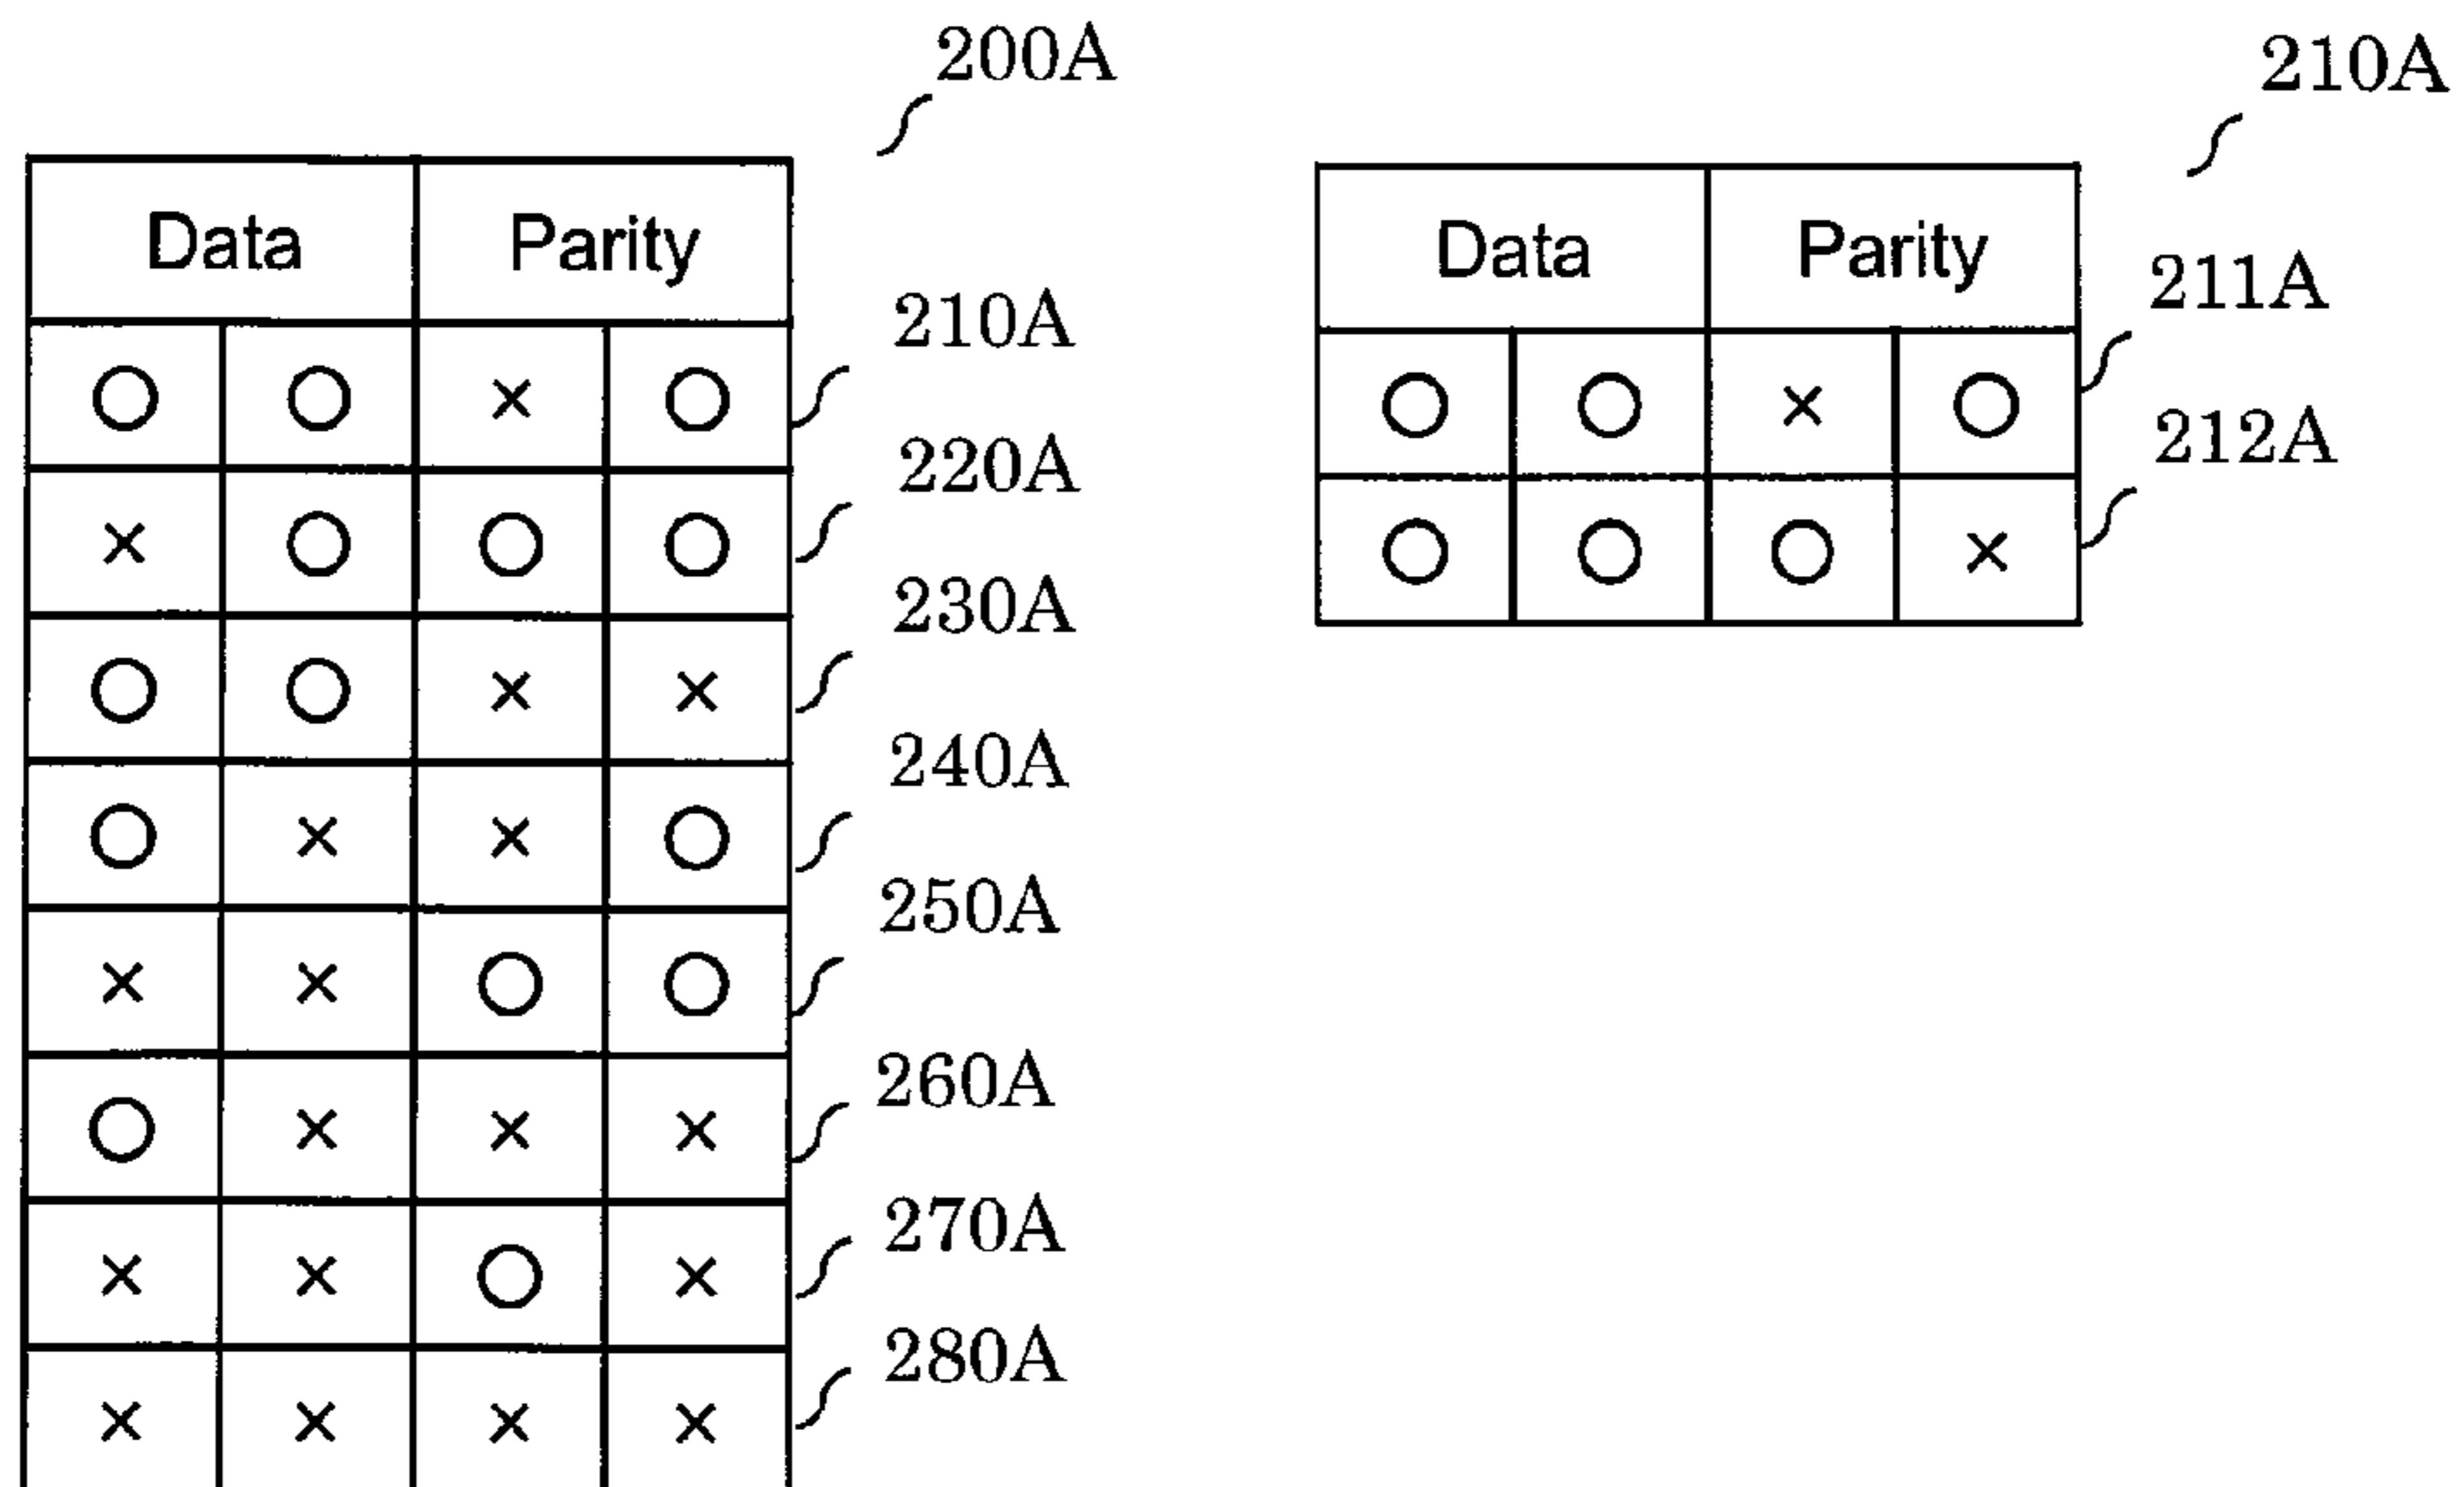 200A
Data Parity
○ ○ × ○ 210A
× ○ ○ ○ 220A
○ ○ × × 230A
○ × × ○ 240A
× × ○ ○ 250A
○ × × × 260A
× × ○ × 270A
× × × × 280A
210A
Data Parity
○ ○ × ○ 211A
○ ○ ○ × 212A